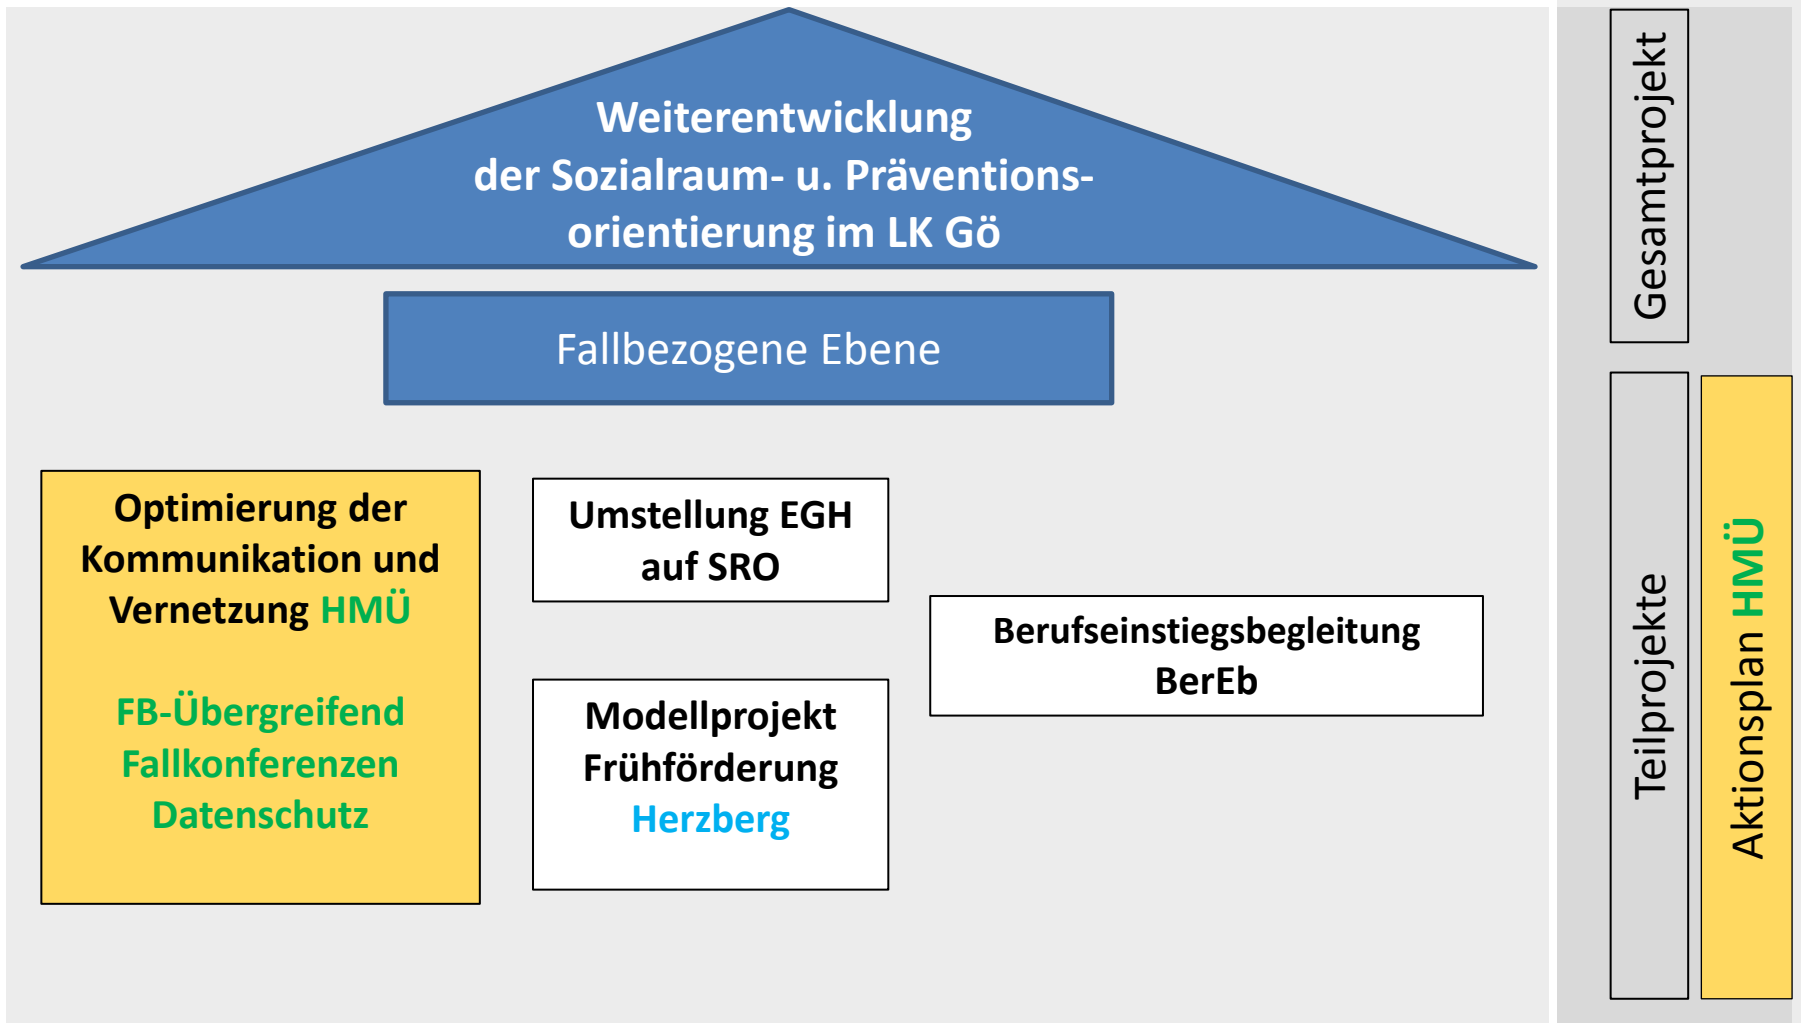 Weiterentwicklung
der Sozialraum- u. Präventions-
orientierung im LK Gö
Fallbezogene Ebene
Optimierung der
Kommunikation und
Vernetzung HMÜ
FB-Übergreifend
Fallkonferenzen
Datenschutz
Umstellung EGH
auf SRO
Modellprojekt
Frühförderung
Herzberg
Berufseinstiegsbegleitung
BerEb
Gesamtprojekt
Teilprojekte
Aktionsplan HMÜ